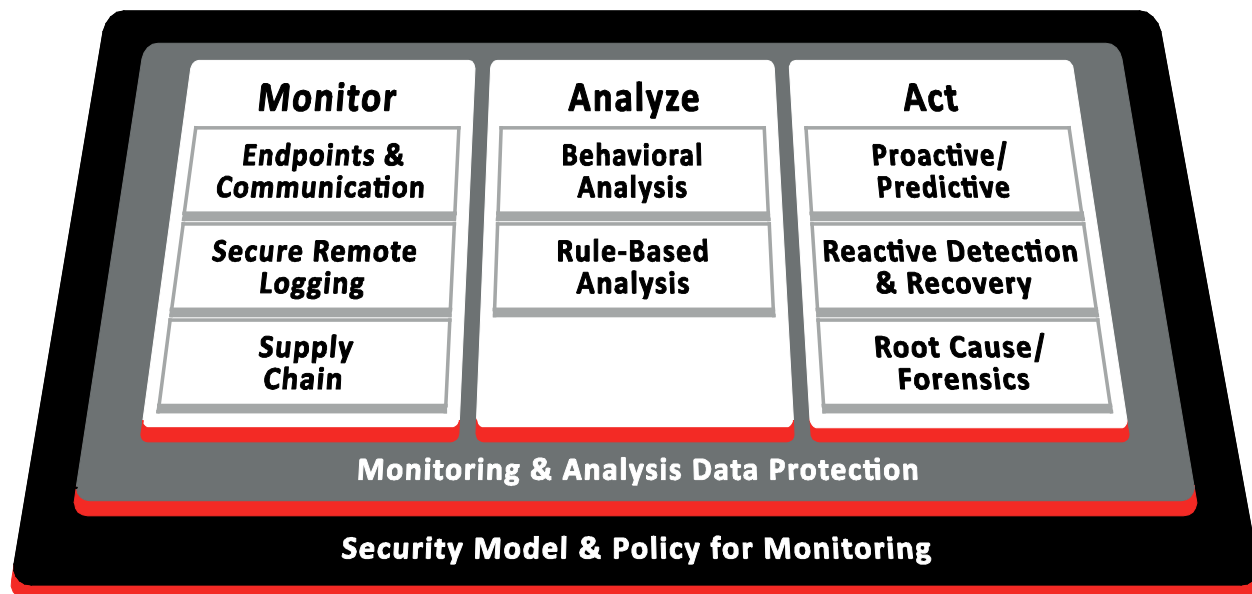 Monitor
Endpoints &
Communication
Secure Remote
Logging
Supply
Chain
Analyze
Behavioral
Analysis
Rule-Based
Analysis
Act
Proactive/
Predictive
Reactive Detection
& Recovery
Root Cause/
Forensics
Monitoring & Analysis Data Protection
Security Model & Policy for Monitoring